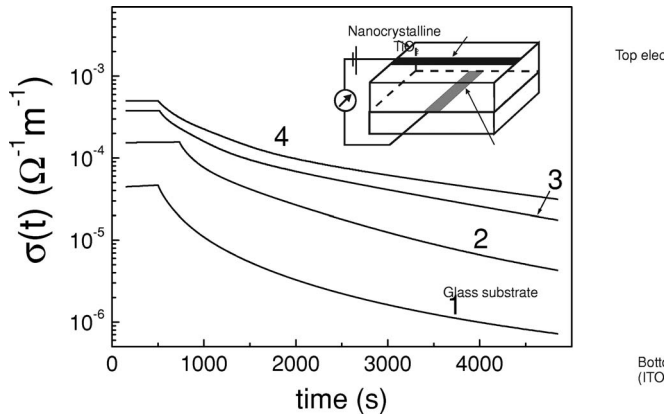 Nanocrystalline
TiO
Top elec
10⁻³
10⁻⁴
10⁻⁵
10⁻⁶
σ(t) (Ω⁻¹m⁻¹)
4
3
2
1
Glass substrate
0 1000 2000 3000 4000
time (s)
Botto
(ITO